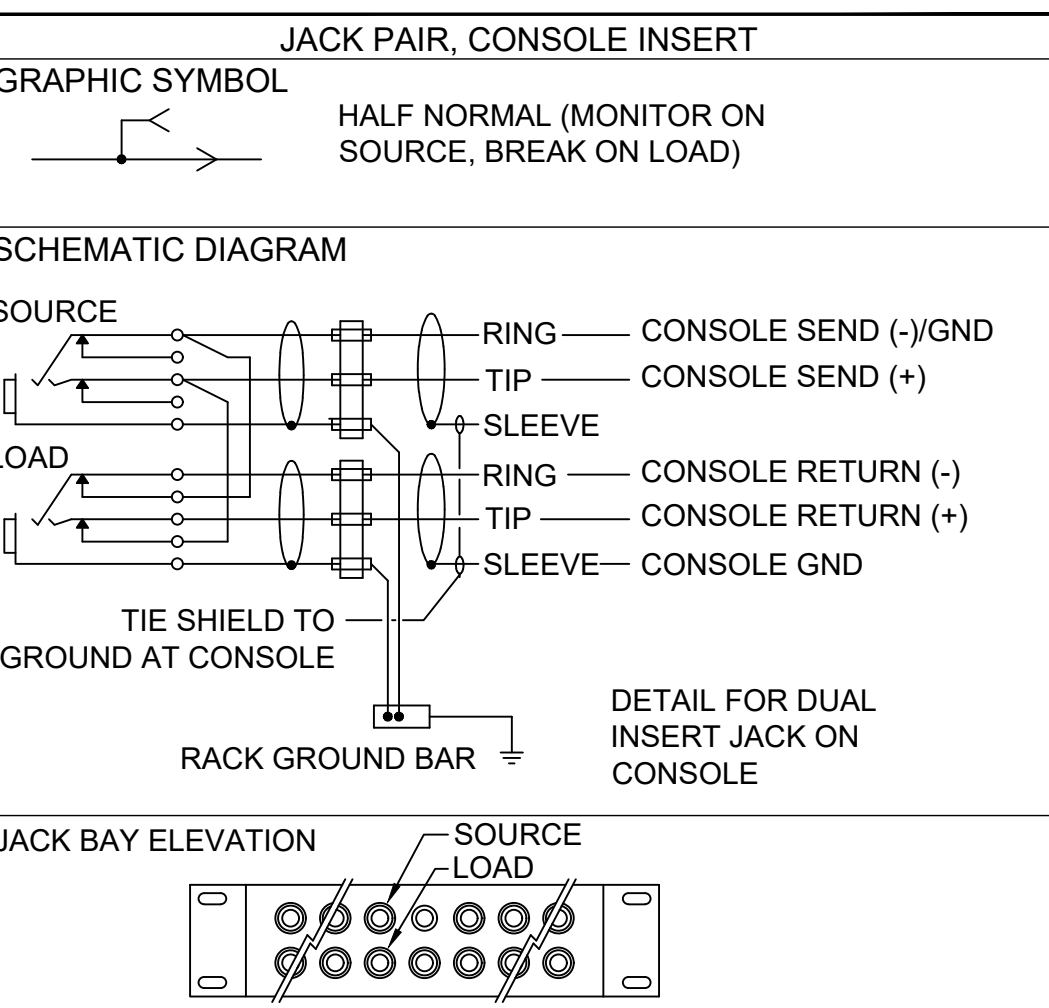 JACK PAIR, CONSOLE INSERT
GRAPHIC SYMBOL
HALF NORMAL (MONITOR ON
SOURCE, BREAK ON LOAD)
SCHEMATIC DIAGRAM
SOURCE
RING
CONSOLE SEND (-)/GND
TIP
CONSOLE SEND (+)
SLEEVE
LOAD
RING
CONSOLE RETURN (-)
TIP
CONSOLE RETURN (+)
SLEEVE
CONSOLE GND
TIE SHIELD TO
GROUND AT CONSOLE
RACK GROUND BAR
DETAIL FOR DUAL
INSERT JACK ON
CONSOLE
JACK BAY ELEVATION
SOURCE
LOAD